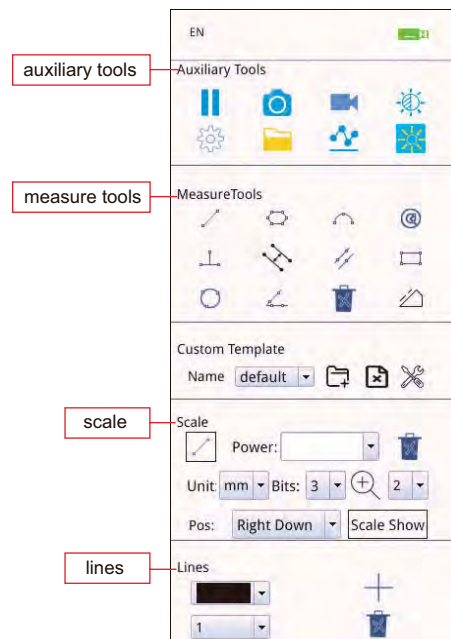 EN
auxiliary tools
Auxiliary Tools
measure tools
MeasureTools
Custom Template
Name default
scale
Scale
Power:
Unit: mm Bits: 3 2
Pos: Right Down Scale Show
lines
Lines
1